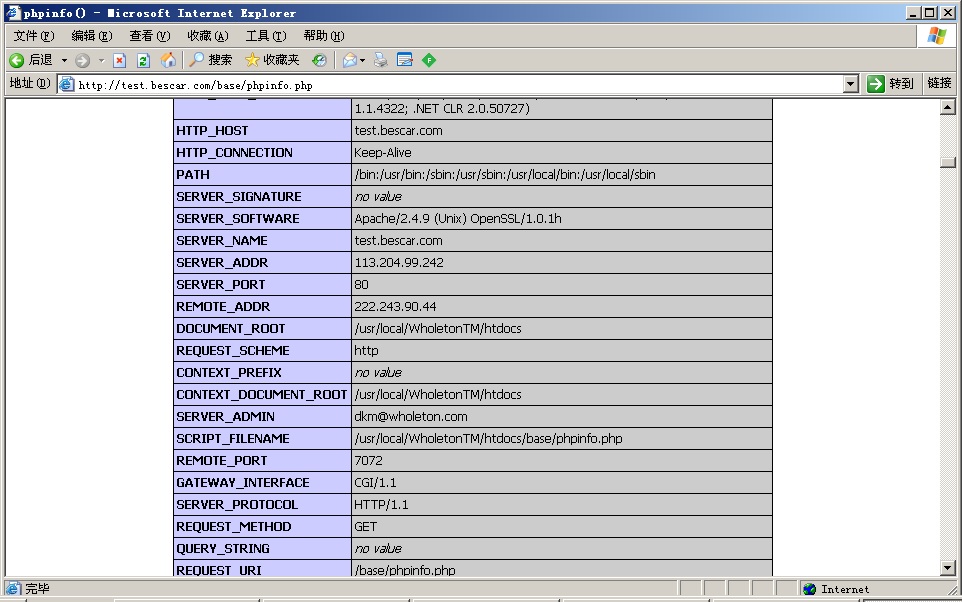 phpinfo() - Microsoft Internet Explorer
文件(F) 编辑(E) 查看(V) 收藏(A) 工具(T) 帮助(H)
后退 搜索 收藏夹
地址(D) http://test.bescar.com/base/phpinfo.php 转到 链接
1.1.4322; .NET CLR 2.0.50727)
HTTP_HOST test.bescar.com
HTTP_CONNECTION Keep-Alive
PATH /bin:/usr/bin:/sbin:/usr/sbin:/usr/local/bin:/usr/local/sbin
SERVER_SIGNATURE no value
SERVER_SOFTWARE Apache/2.4.9 (Unix) OpenSSL/1.0.1h
SERVER_NAME test.bescar.com
SERVER_ADDR 113.204.99.242
SERVER_PORT 80
REMOTE_ADDR 222.243.90.44
DOCUMENT_ROOT /usr/local/WholetonTM/htdocs
REQUEST_SCHEME http
CONTEXT_PREFIX no value
CONTEXT_DOCUMENT_ROOT /usr/local/WholetonTM/htdocs
SERVER_ADMIN dkm@wholeton.com
SCRIPT_FILENAME /usr/local/WholetonTM/htdocs/base/phpinfo.php
REMOTE_PORT 7072
GATEWAY_INTERFACE CGI/1.1
SERVER_PROTOCOL HTTP/1.1
REQUEST_METHOD GET
QUERY_STRING no value
REQUEST_URI /base/phpinfo.php
完毕 Internet